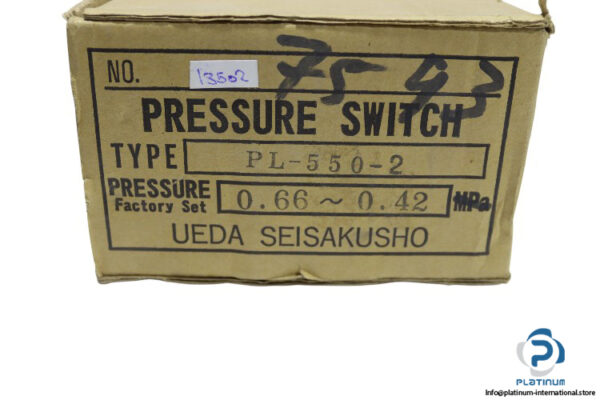 NO.
13502
75 93
PRESSURE SWITCH
TYPE PL-550-2
PRESSURE
Factory Set 0.66 ~ 0.42 MPa
UEDA SEISAKUSHO
PLATINUM
Info@platinum-international.store